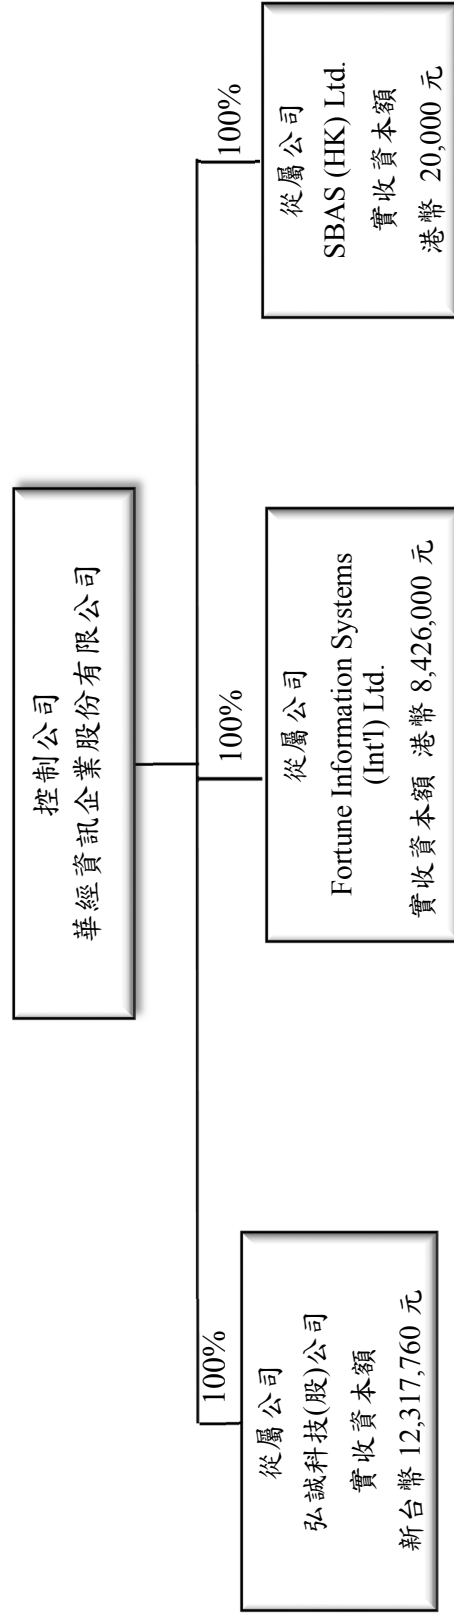 控制公司
華經資訊企業股份有限公司
100%
從屬公司
弘誠科技(股)公司
實收資本額
新台幣 12,317,760 元
100%
從屬公司
Fortune Information Systems
(Int'l) Ltd.
實收資本額 港幣 8,426,000 元
100%
從屬公司
SBAS (HK) Ltd.
實收資本額
港幣 20,000 元